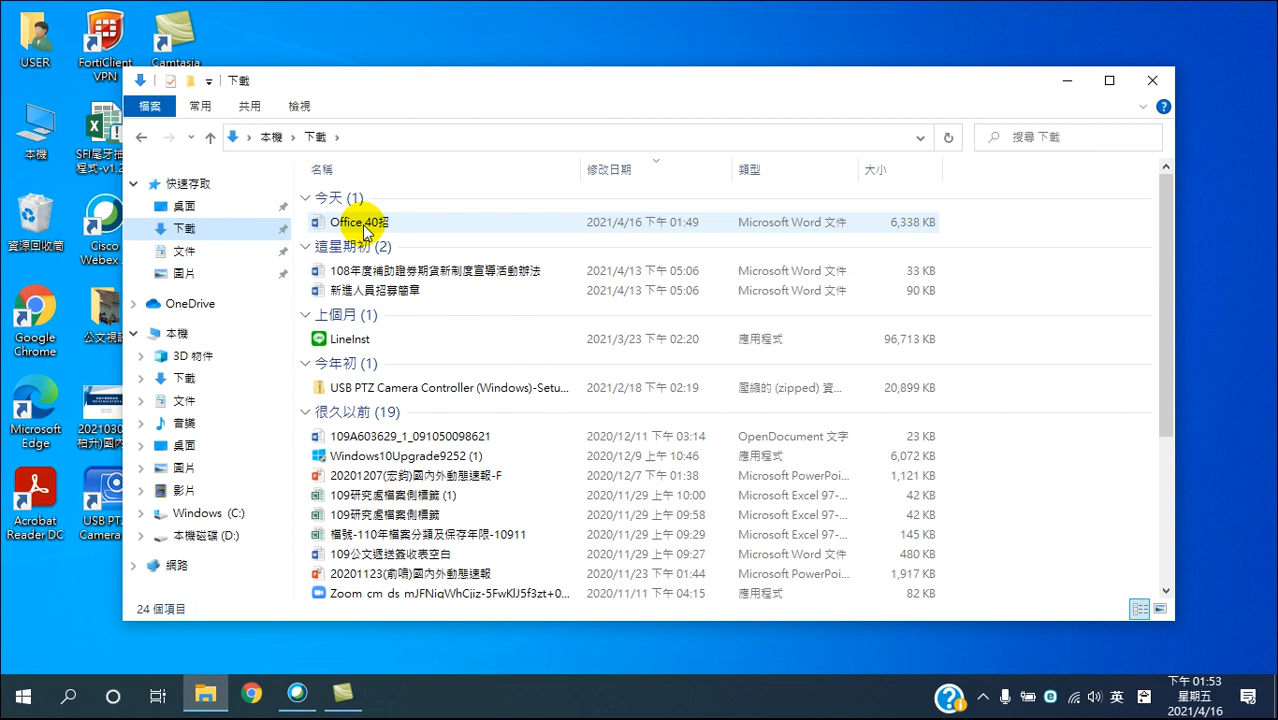 USER
FortiClient
VPN
Camtasia
本機
SFI尾牙抽
程式-v1.2
資源回收筒
Cisco
Webex
Google
Chrome
公文視訊
Microsoft
Edge
20210309
柏升)國內
Acrobat
Reader DC
USB PTZ
Camera
下載
檔案
常用
共用
檢視
本機
下載
搜尋 下載
快速存取
桌面
下載
文件
圖片
OneDrive
本機
3D 物件
下載
文件
音樂
桌面
圖片
影片
Windows (C:)
本機磁碟 (D:)
網路
名稱 修改日期 類型 大小
今天 (1)
Office 40招 2021/4/16 下午 01:49 Microsoft Word 文件 6,338 KB
這星期初 (2)
108年度補助證券期貨新制度宣導活動辦法 2021/4/13 下午 05:06 Microsoft Word 文件 33 KB
新進人員招募簡章 2021/4/13 下午 05:06 Microsoft Word 文件 90 KB
上個月 (1)
LineInst 2021/3/23 下午 02:20 應用程式 96,713 KB
今年初 (1)
USB PTZ Camera Controller (Windows)-Setu... 2021/2/18 下午 02:19 壓縮的 (zipped) 資... 20,899 KB
很久以前 (19)
109A603629_1_091050098621 2020/12/11 下午 03:14 OpenDocument 文字 23 KB
Windows10Upgrade9252 (1) 2020/12/9 上午 10:46 應用程式 6,072 KB
20201207(宏鈞)國內外動態速報-F 2020/12/7 下午 01:38 Microsoft PowerPoi... 1,121 KB
109研究處檔案側標籤 (1) 2020/11/29 上午 10:00 Microsoft Excel 97-... 42 KB
109研究處檔案側標籤 2020/11/29 上午 09:58 Microsoft Excel 97-... 42 KB
檔號-110年檔案分類及保存年限-10911 2020/11/29 上午 09:29 Microsoft Excel 97-... 145 KB
109公文遞送簽收表空白 2020/11/29 上午 09:27 Microsoft Word 文件 480 KB
20201123(前鳴)國內外動態速報 2020/11/23 下午 01:44 Microsoft PowerPoi... 1,917 KB
2020/11/11 下午 04:15 應用程式 82 KB
24 個項目
英
下午 01:53
星期五
2021/4/16